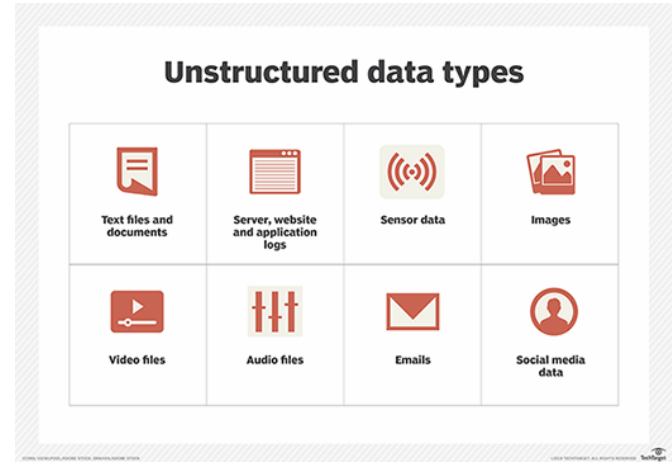 Unstructured data types
Text files and
documents
Server, website
and application
logs
Sensor data
Images
Video files
Audio files
Emails
Social media
data
TechTarget